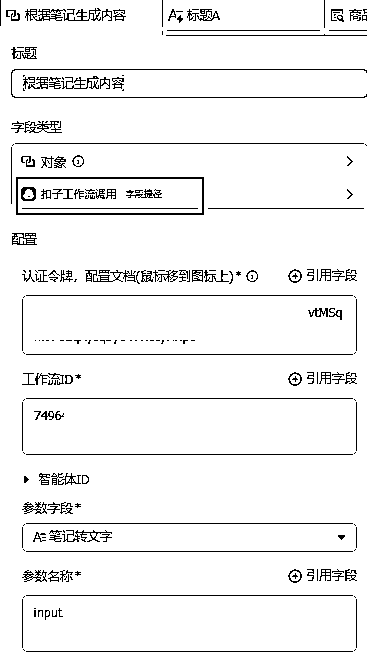 根据笔记生成内容 标题A 商品
标题
根据笔记生成内容
字段类型
对象
扣子工作流调用 字段捷径
配置
认证令牌，配置文档(鼠标移到图标上)* 引用字段
vtMSq
工作流ID* 引用字段
7496
智能体ID
参数字段*
笔记转文字
参数名称* 引用字段
input